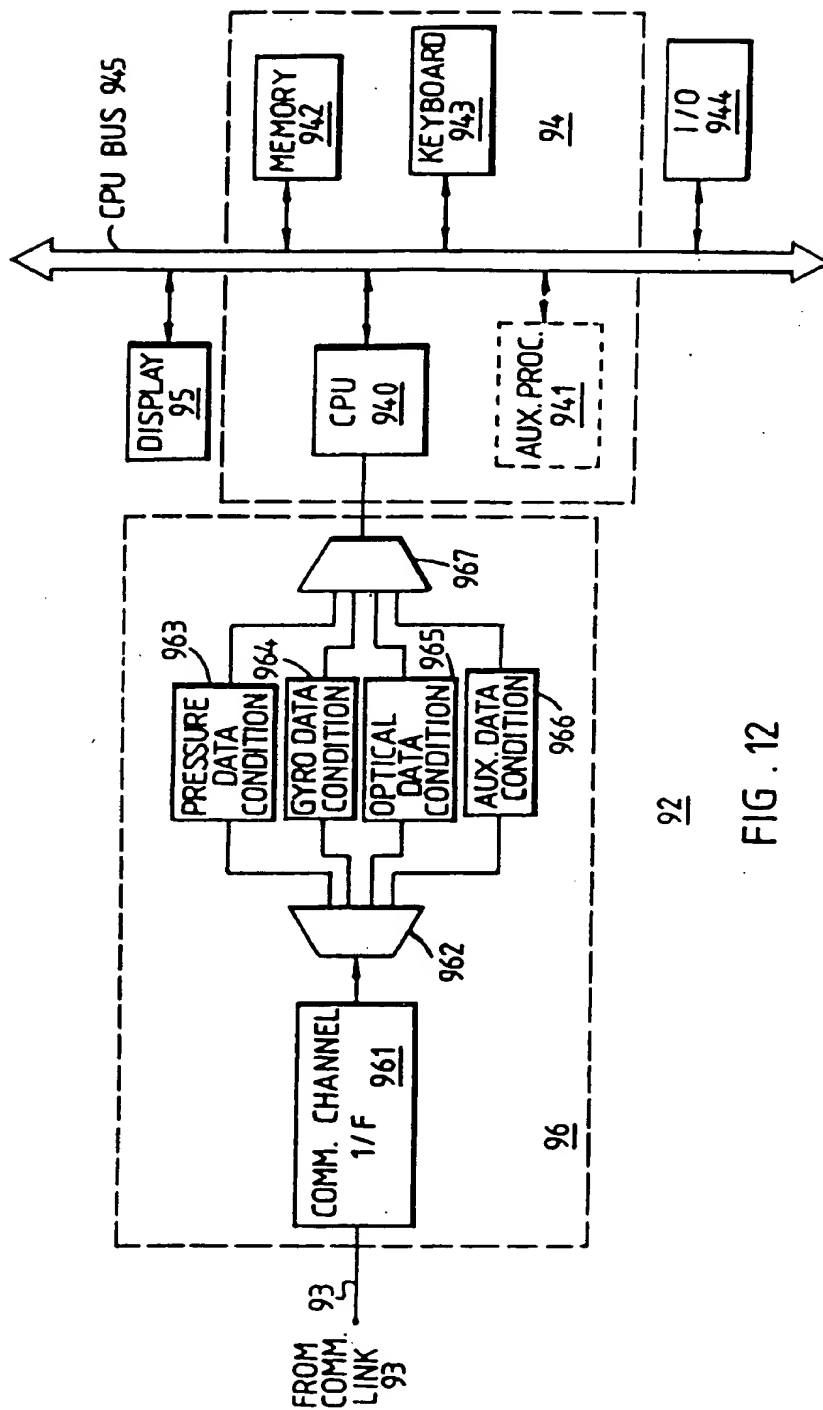 FROM
COMM.
LINK
93
93
COMM. CHANNEL
1/F
961
96
962
PRESSURE
DATA
CONDITION
963
GYRO DATA
CONDITION
964
OPTICAL
DATA
CONDITION
965
AUX. DATA
CONDITION
966
967
DISPLAY
95
CPU
940
AUX. PROC.
941
CPU BUS 945
MEMORY
942
KEYBOARD
943
94
I/O
944
92
FIG. 12